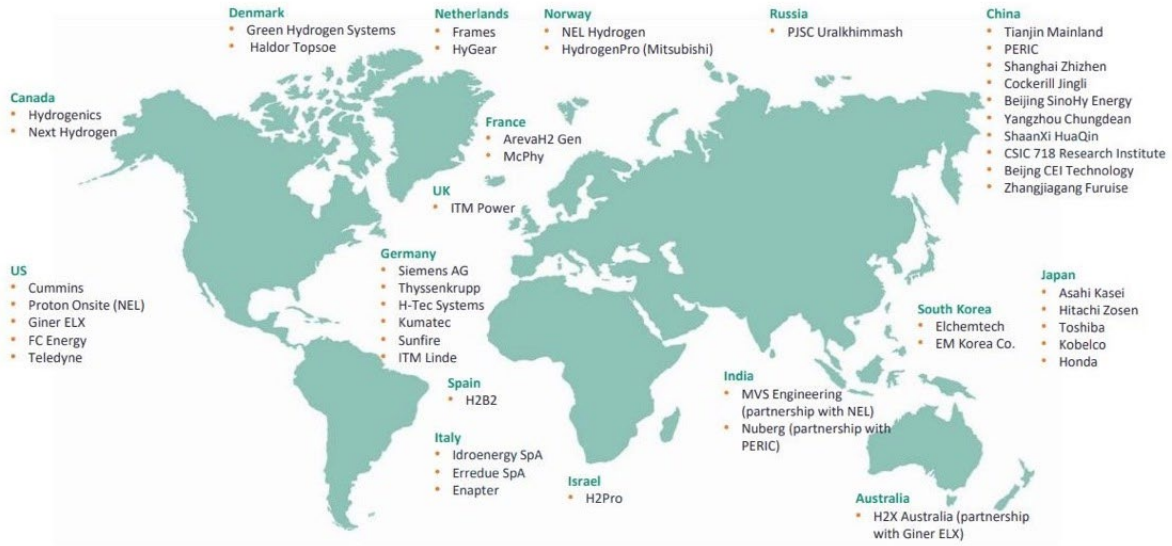 Denmark
Green Hydrogen Systems
Haldor Topsoe
Netherlands
Frames
HyGear
Norway
NEL Hydrogen
HydrogenPro (Mitsubishi)
Russia
PJSC Uralkhimmash
China
Tianjin Mainland
PERIC
Shanghai Zhizhen
Cockerill Jingli
Beijing SinoHy Energy
Yangzhou Chungdean
ShaanXi HuaQin
CSIC 718 Research Institute
Beijng CEI Technology
Zhangjiagang Furuise
Canada
Hydrogenics
Next Hydrogen
France
ArevaH2 Gen
McPhy
UK
ITM Power
US
Cummins
Proton Onsite (NEL)
Giner ELX
FC Energy
Teledyne
Germany
Siemens AG
Thyssenkrupp
H-Tec Systems
Kumatec
Sunfire
ITM Linde
Japan
Asahi Kasei
Hitachi Zosen
Toshiba
Kobelco
Honda
South Korea
Elchemtech
EM Korea Co.
Spain
H2B2
India
MVS Engineering
(partnership with NEL)
Nuberg (partnership with
PERIC)
Italy
Idroenergy SpA
Erredue SpA
Enapter
Israel
H2Pro
Australia
H2X Australia (partnership
with Giner ELX)